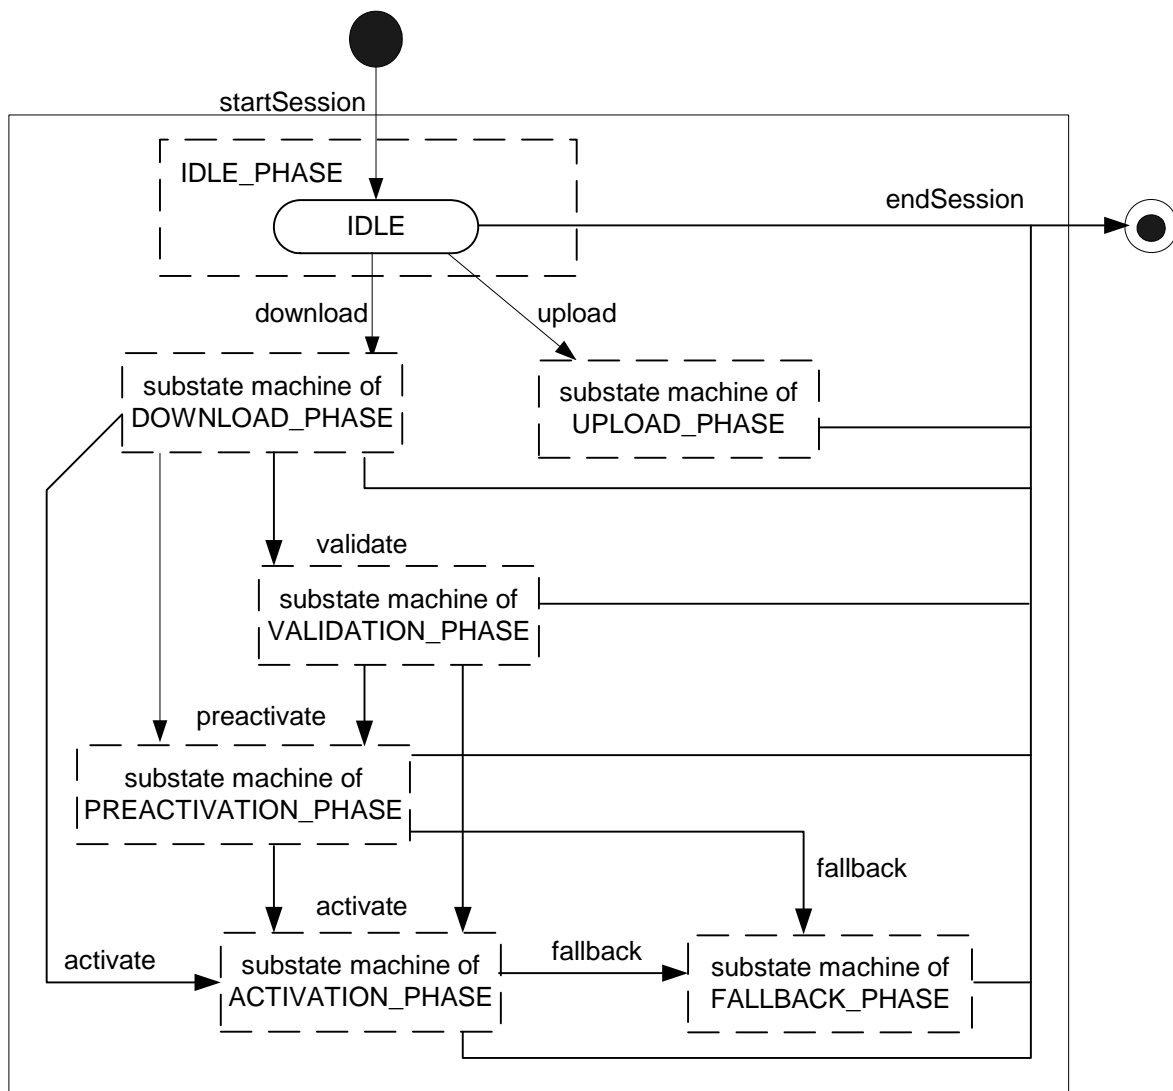 startSession
IDLE_PHASE
endSession
IDLE
download
upload
substate machine of
DOWNLOAD_PHASE
substate machine of
UPLOAD_PHASE
validate
substate machine of
VALIDATION_PHASE
preactivate
substate machine of
PREACTIVATION_PHASE
fallback
activate
activate
fallback
substate machine of
ACTIVATION_PHASE
substate machine of
FALLBACK_PHASE